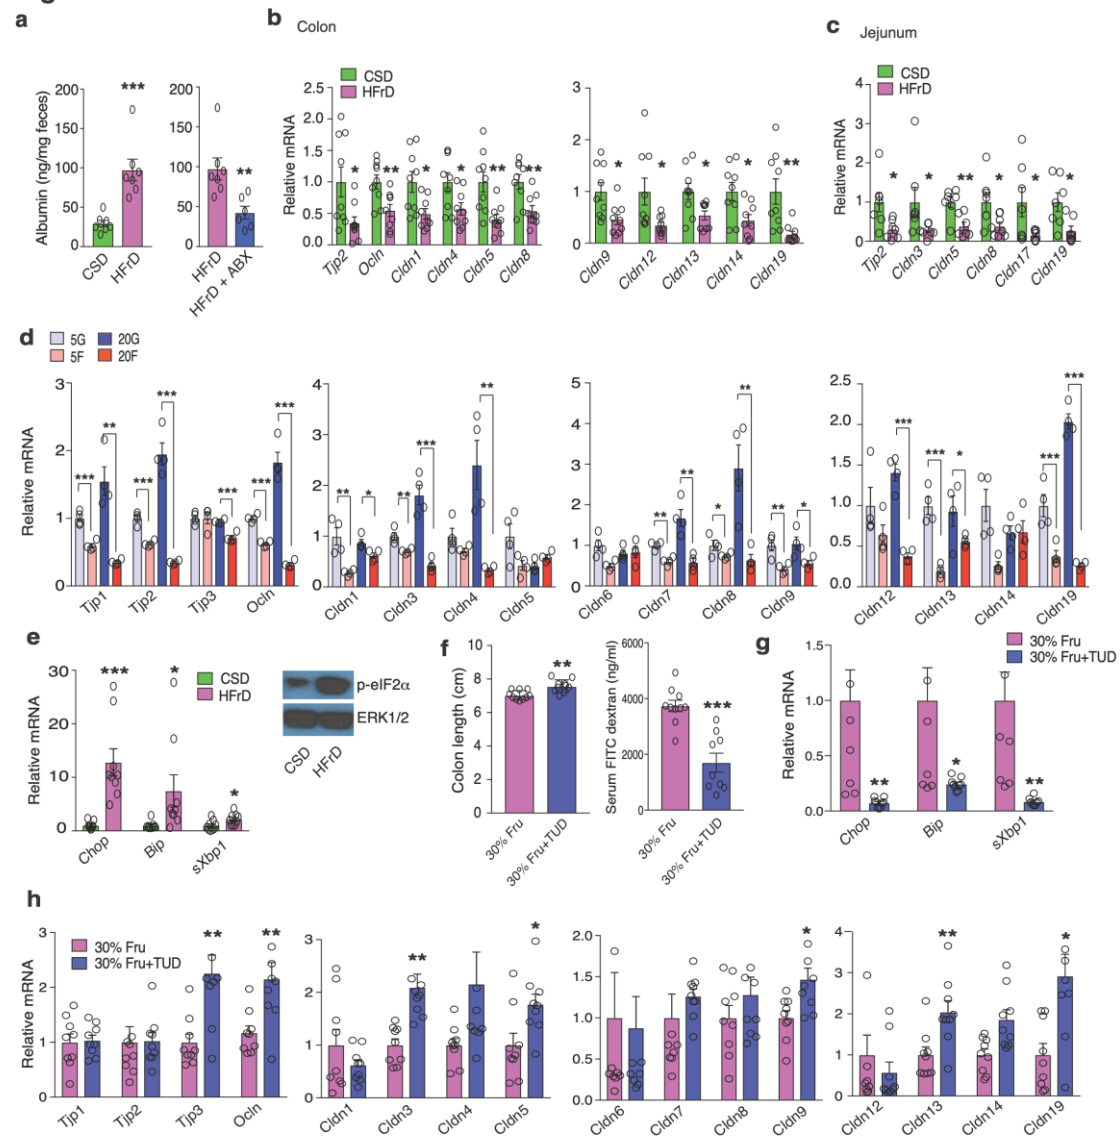 a
b
Colon
c
Jejunum
Albumin (ng/mg feces)
200
150
100
50
0
***
CSD
HFrD
200
150
100
50
0
**
HFrD
HFrD + ABX
CSD
HFrD
Relative mRNA
2.5
2.0
1.5
1.0
0.5
0.0
* ** * * ** **
Tjp2 Ocln Cldn1 Cldn4 Cldn5 Cldn8
3
2
1
0
* * * * **
Cldn9 Cldn12 Cldn13 Cldn14 Cldn19
CSD
HFrD
Relative mRNA
4
3
2
1
0
* * ** * * *
Tjp2 Cldn3 Cldn5 Cldn8 Cldn17 Cldn19
d
5G 20G
5F 20F
Relative mRNA
3
2
1
0
*** ** *** *** *** *** ***
Tjp1 Tjp2 Tjp3 Ocln
4
3
2
1
0
** * ** *** **
Cldn1 Cldn3 Cldn4 Cldn5
5
4
3
2
1
0
** ** * ** ** *
Cldn6 Cldn7 Cldn8 Cldn9
2.5
2.0
1.5
1.0
0.5
0.0
*** *** * *** ***
Cldn12 Cldn13 Cldn14 Cldn19
e
Relative mRNA
30
20
10
0
*** * *
CSD
HFrD
Chop Bip sXbp1
p-eIF2α
ERK1/2
CSD HFrD
f
Colon length (cm)
10
8
6
4
2
0
**
30% Fru
30% Fru+TUD
Serum FITC dextran (ng/ml)
6000
4000
2000
0
***
30% Fru
30% Fru+TUD
g
30% Fru
30% Fru+TUD
Relative mRNA
1.5
1.0
0.5
0.0
** * **
Chop Bip sXbp1
h
30% Fru
30% Fru+TUD
Relative mRNA
3
2
1
0
** **
Tjp1 Tjp2 Tjp3 Ocln
3
2
1
0
** *
Cldn1 Cldn3 Cldn4 Cldn5
2.0
1.5
1.0
0.5
0.0
*
Cldn6 Cldn7 Cldn8 Cldn9
4
3
2
1
0
** *
Cldn12 Cldn13 Cldn14 Cldn19